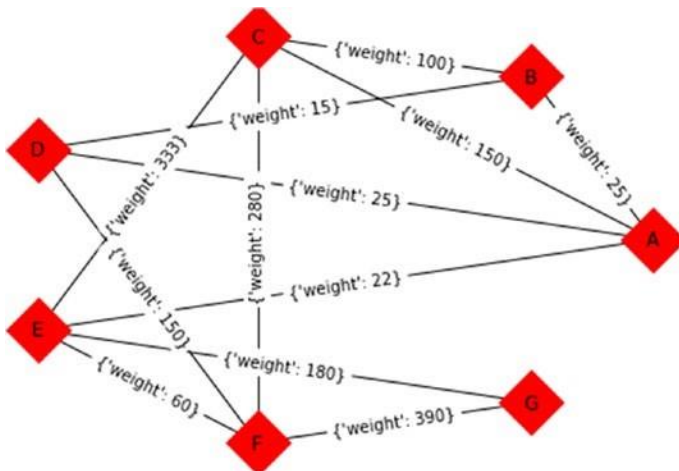 C
{'weight': 100}
B
{'weight': 15}
{'weight': 150}
{'weight': 25}
D
{'weight': 333}
{'weight': 25}
{'weight': 280}
A
{'weight': 22}
{'weight': 150}
E
{'weight': 180}
{'weight': 60}
G
{'weight': 390}
F